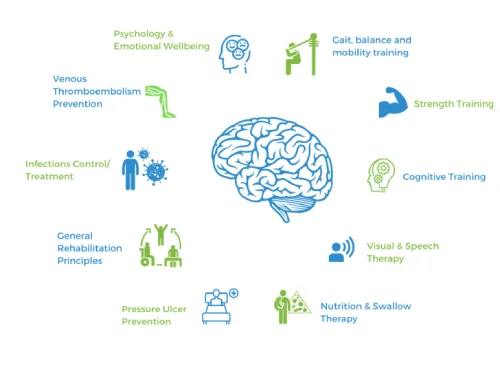 Psychology &
Emotional Wellbeing
Gait, balance and
mobility training
Venous
Thromboembolism
Prevention
Strength Training
Infections Control/
Treatment
Cognitive Training
General
Rehabilitation
Principles
Visual & Speech
Therapy
Pressure Ulcer
Prevention
Nutrition & Swallow
Therapy